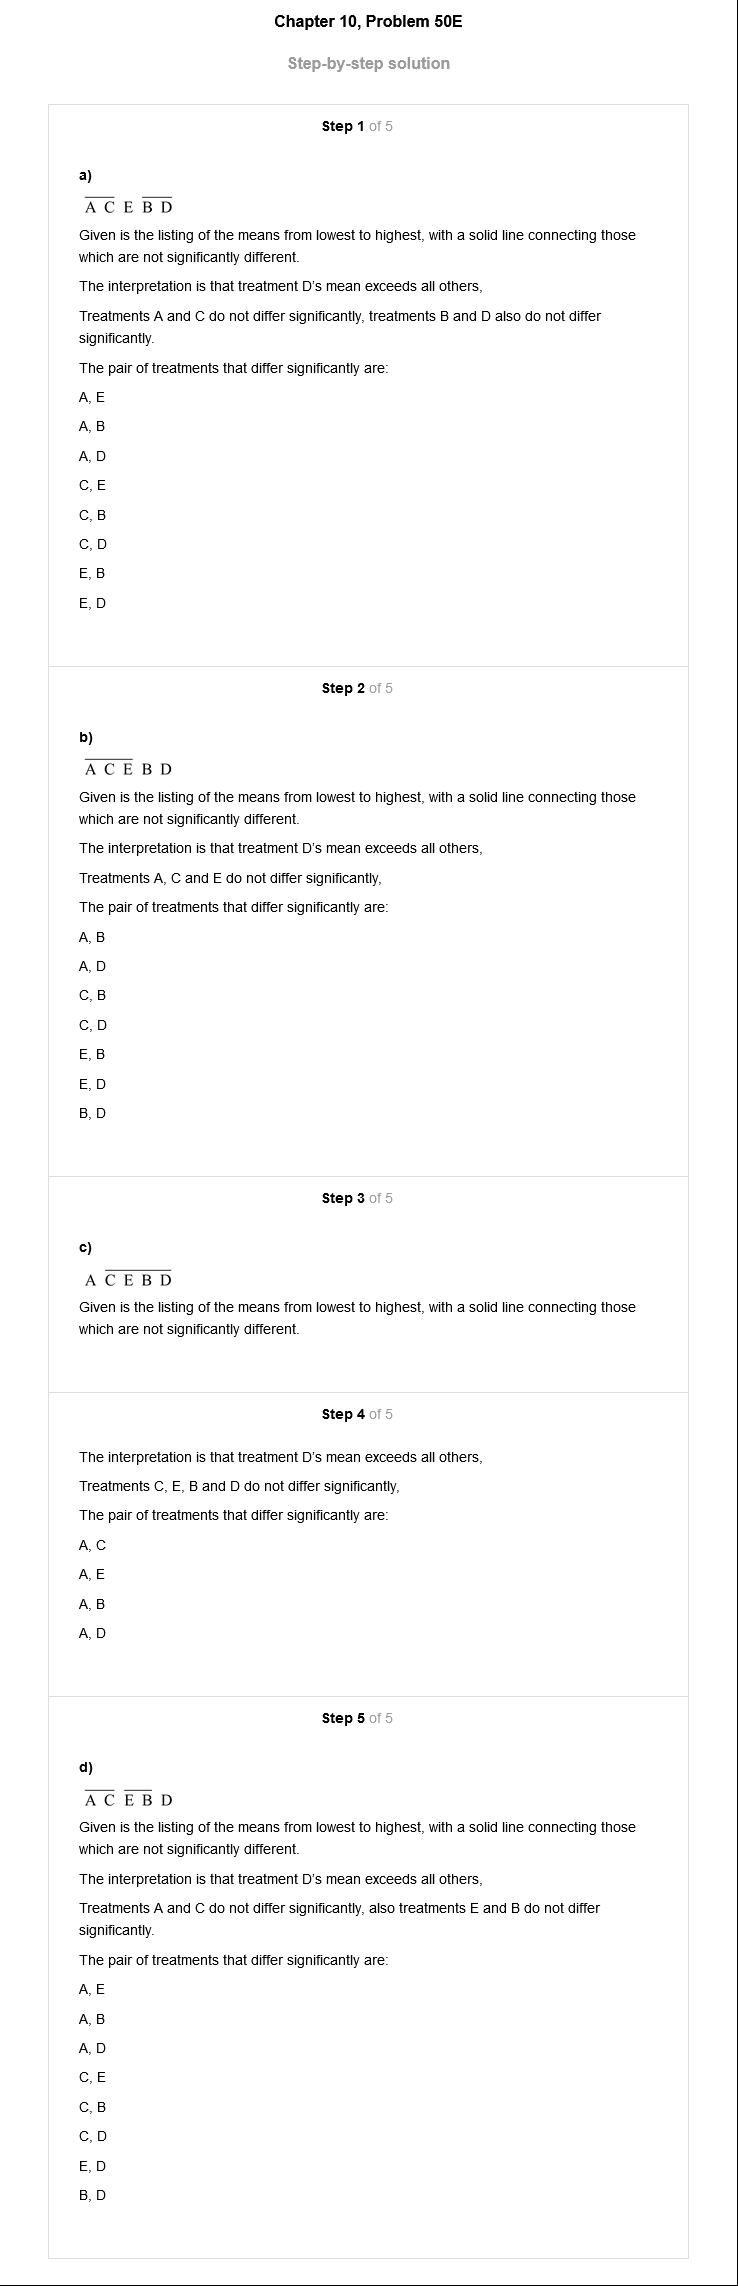 Chapter 10, Problem 50E
Step-by-step solution
Step 1 of 5
a)
A C E B D
Given is the listing of the means from lowest to highest, with a solid line connecting those
which are not significantly different.
The interpretation is that treatment D's mean exceeds all others,
Treatments A and C do not differ significantly, treatments B and D also do not differ
significantly.
The pair of treatments that differ significantly are:
A, E
A, B
A, D
C, E
C, B
C, D
E, B
E, D
Step 2 of 5
b)
A C E B D
Given is the listing of the means from lowest to highest, with a solid line connecting those
which are not significantly different.
The interpretation is that treatment D's mean exceeds all others,
Treatments A, C and E do not differ significantly,
The pair of treatments that differ significantly are:
A, B
A, D
C, B
C, D
E, B
E, D
B, D
Step 3 of 5
c)
A C E B D
Given is the listing of the means from lowest to highest, with a solid line connecting those
which are not significantly different.
Step 4 of 5
The interpretation is that treatment D's mean exceeds all others,
Treatments C, E, B and D do not differ significantly,
The pair of treatments that differ significantly are:
A, C
A, E
A, B
A, D
Step 5 of 5
d)
A C E B D
Given is the listing of the means from lowest to highest, with a solid line connecting those
which are not significantly different.
The interpretation is that treatment D's mean exceeds all others,
Treatments A and C do not differ significantly, also treatments E and B do not differ
significantly.
The pair of treatments that differ significantly are:
A, E
A, B
A, D
C, E
C, B
C, D
E, D
B, D